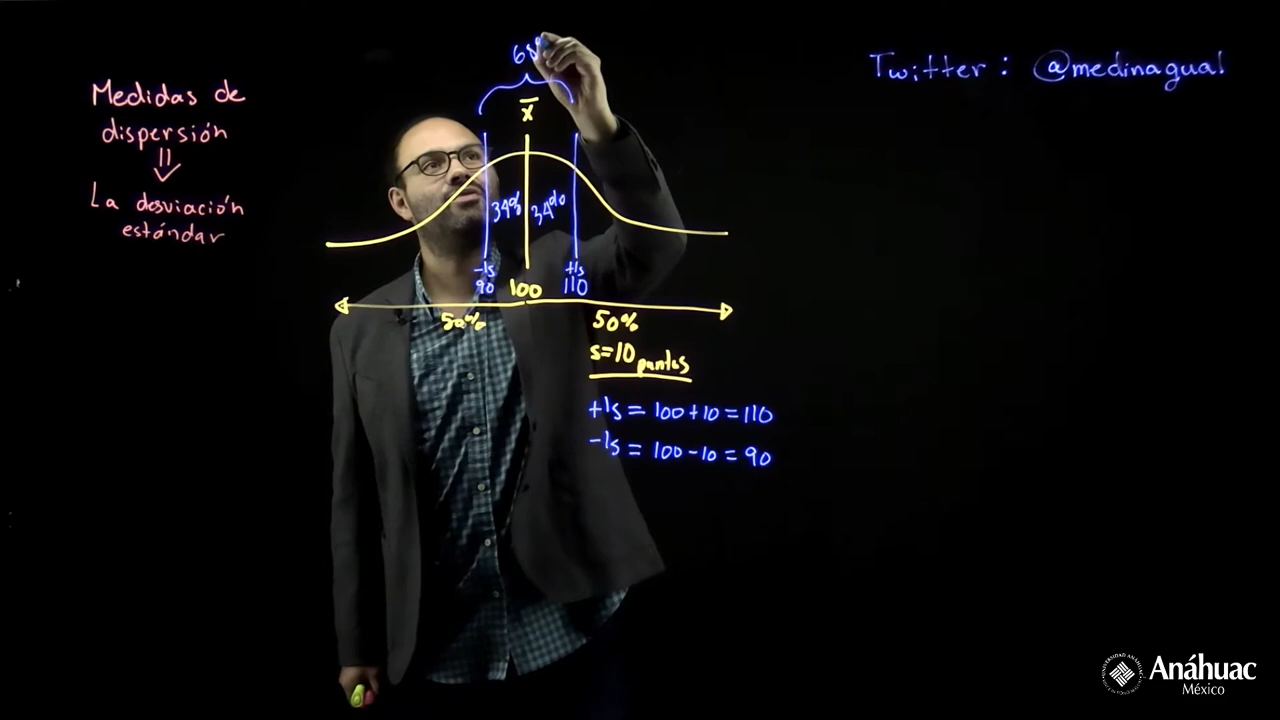 Medidas de
dispersión
La desviación
estándar
68%
x̄
34% 34%
-1s
90
100
+1s
110
50% 50%
s=10 puntos
+1s = 100+10 = 110
-1s = 100-10 = 90
Twitter: @medinagual
Anáhuac
México